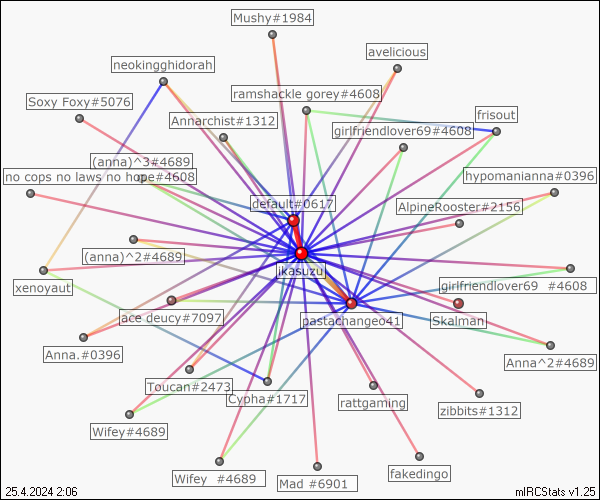 Mushy#1984
avelicious
neokingghidorah
ramshackle gorey#4608
Soxy Foxy#5076
frisout
Annarchist#1312
girlfriendlover69#4608
(anna)^3#4689
no cops no laws no hope#4608
hypomanianna#0396
default#0617
AlpineRooster#2156
(anna)^2#4689
jkasuzu
xenoyaut
girlfriendlover69 #4608
ace deucy#7097
pastachangeo41
Skalman
Anna.#0396
Anna^2#4689
Toucan#2473
Cypha#1717
rattgaming
zibbits#1312
Wifey#4689
Wifey #4689
Mad #6901
fakedingo
25.4.2024 2:06
mIRCStats v1.25